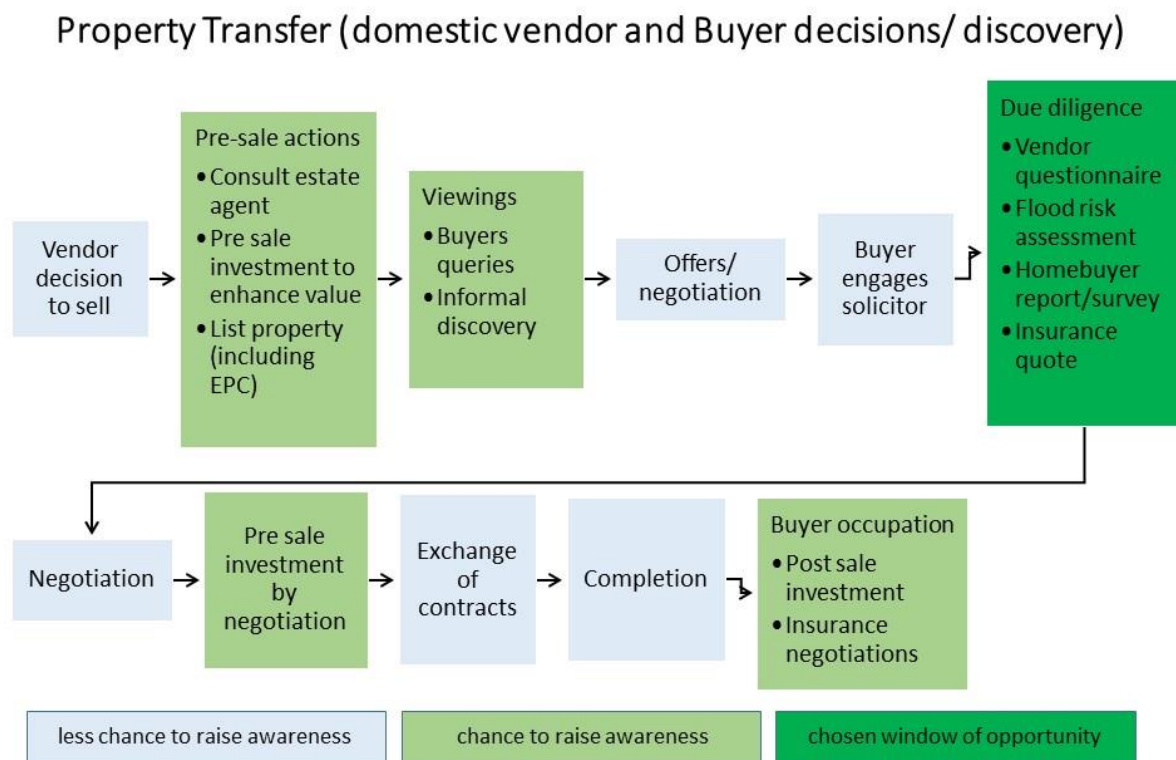 Property Transfer (domestic vendor and Buyer decisions/ discovery)
Vendor
decision
to sell
Pre-sale actions
• Consult estate
agent
• Pre sale
investment to
enhance value
• List property
(including
EPC)
Viewings
• Buyers
queries
• Informal
discovery
Offers/
negotiation
Buyer
engages
solicitor
Due diligence
• Vendor
questionnaire
• Flood risk
assessment
• Homebuyer
report/survey
• Insurance
quote
Negotiation
Pre sale
investment
by
negotiation
Exchange
of
contracts
Completion
Buyer occupation
• Post sale
investment
• Insurance
negotiations
less chance to raise awareness
chance to raise awareness
chosen window of opportunity